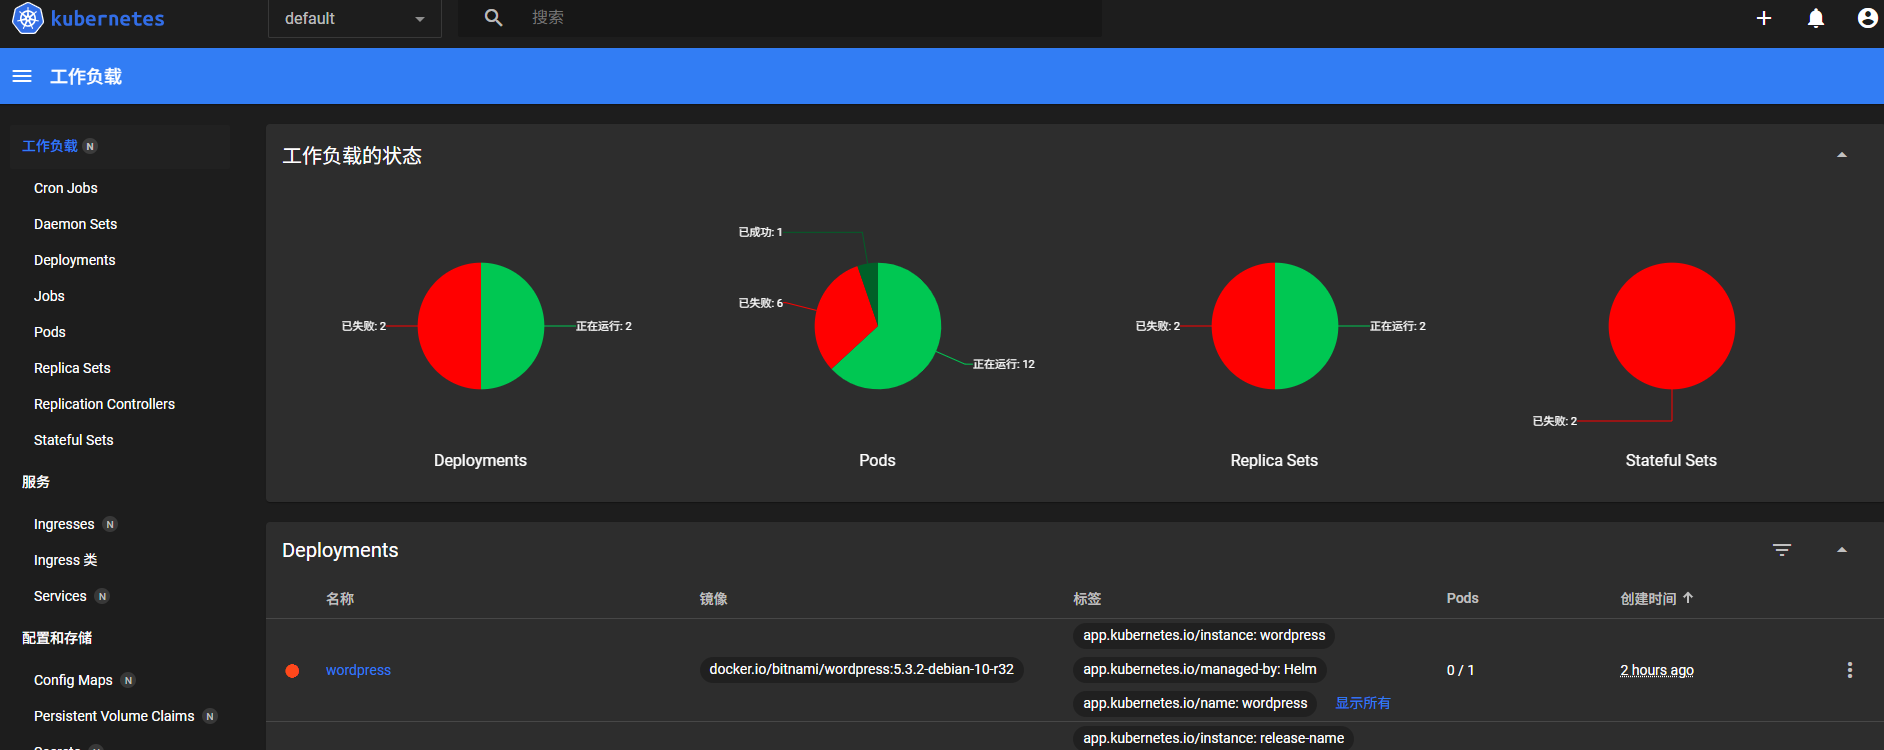 kubernetes
default
搜索
工作负载
工作负载 N
Cron Jobs
Daemon Sets
Deployments
Jobs
Pods
Replica Sets
Replication Controllers
Stateful Sets
服务
Ingresses N
Ingress 类
Services N
配置和存储
Config Maps N
Persistent Volume Claims N
Secrets N
工作负载的状态
已失败: 2
正在运行: 2
Deployments
已成功: 1
已失败: 6
正在运行: 12
Pods
已失败: 2
正在运行: 2
Replica Sets
已失败: 2
Stateful Sets
Deployments
名称 镜像 标签 Pods 创建时间
wordpress
docker.io/bitnami/wordpress:5.3.2-debian-10-r32
app.kubernetes.io/instance: wordpress
app.kubernetes.io/managed-by: Helm
app.kubernetes.io/name: wordpress
显示所有
0 / 1
2 hours ago
app.kubernetes.io/instance: release-name